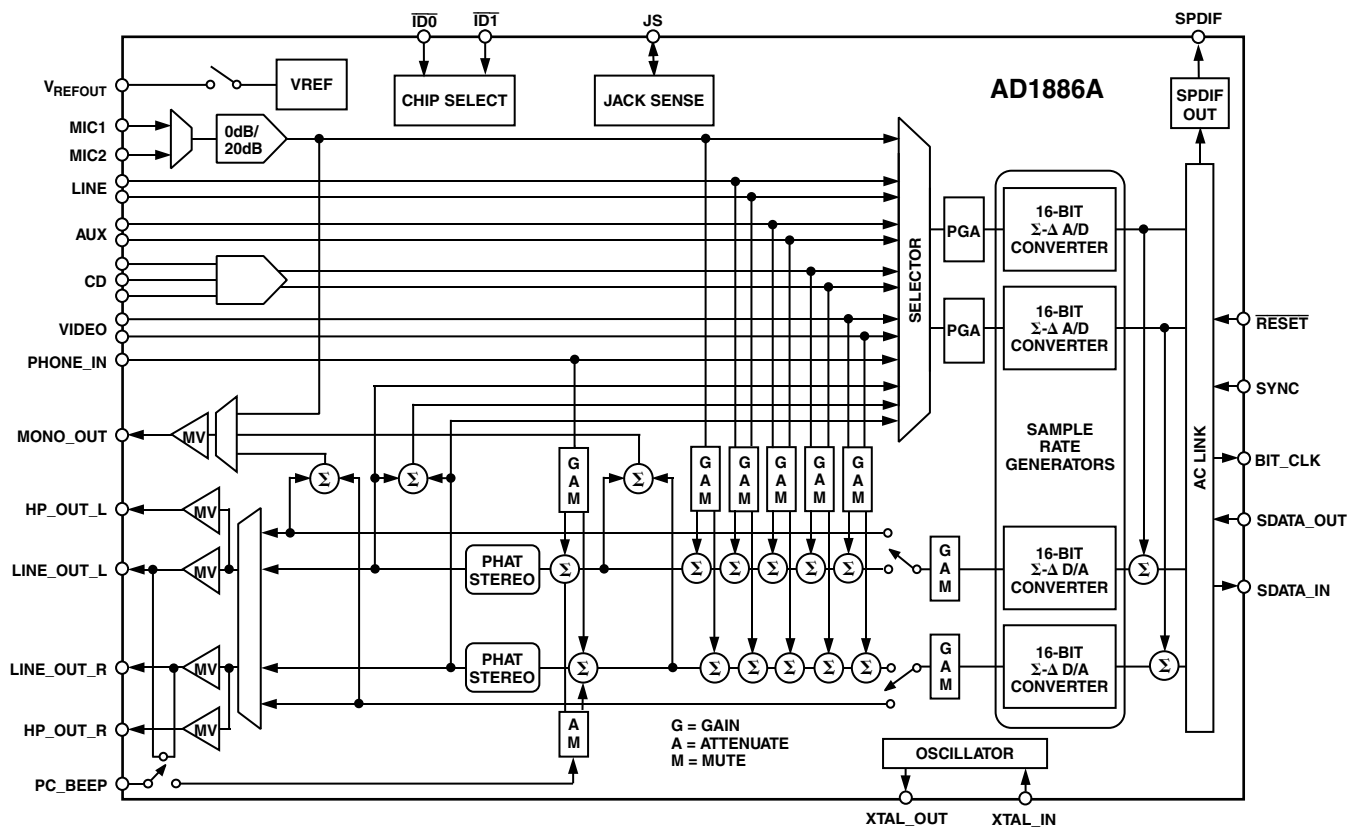 ID0
ID1
JS
SPDIF
VREFOUT
VREF
CHIP SELECT
JACK SENSE
AD1886A
SPDIF
OUT
MIC1
MIC2
0dB/
20dB
LINE
AUX
CD
VIDEO
PHONE_IN
SELECTOR
PGA
PGA
16-BIT
Σ-Δ A/D
CONVERTER
16-BIT
Σ-Δ A/D
CONVERTER
SAMPLE
RATE
GENERATORS
AC LINK
RESET
SYNC
BIT_CLK
SDATA_OUT
SDATA_IN
MONO_OUT
MV
Σ
Σ
G
A
M
Σ
G
A
M
G
A
M
G
A
M
G
A
M
G
A
M
HP_OUT_L
MV
LINE_OUT_L
MV
PHAT
STEREO
Σ
Σ
Σ
Σ
Σ
Σ
G
A
M
16-BIT
Σ-Δ D/A
CONVERTER
Σ
LINE_OUT_R
MV
PHAT
STEREO
Σ
Σ
Σ
Σ
Σ
Σ
G
A
M
16-BIT
Σ-Δ D/A
CONVERTER
Σ
HP_OUT_R
MV
A
M
G = GAIN
A = ATTENUATE
M = MUTE
PC_BEEP
OSCILLATOR
XTAL_OUT
XTAL_IN